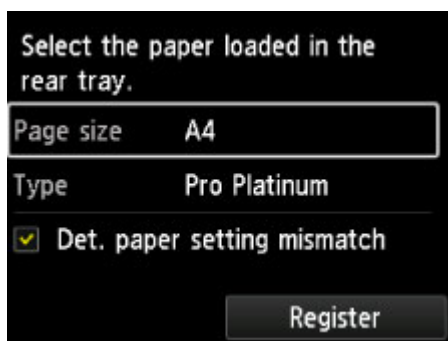 Select the paper loaded in the
rear tray.
Page size A4
Type Pro Platinum
Det. paper setting mismatch
Register